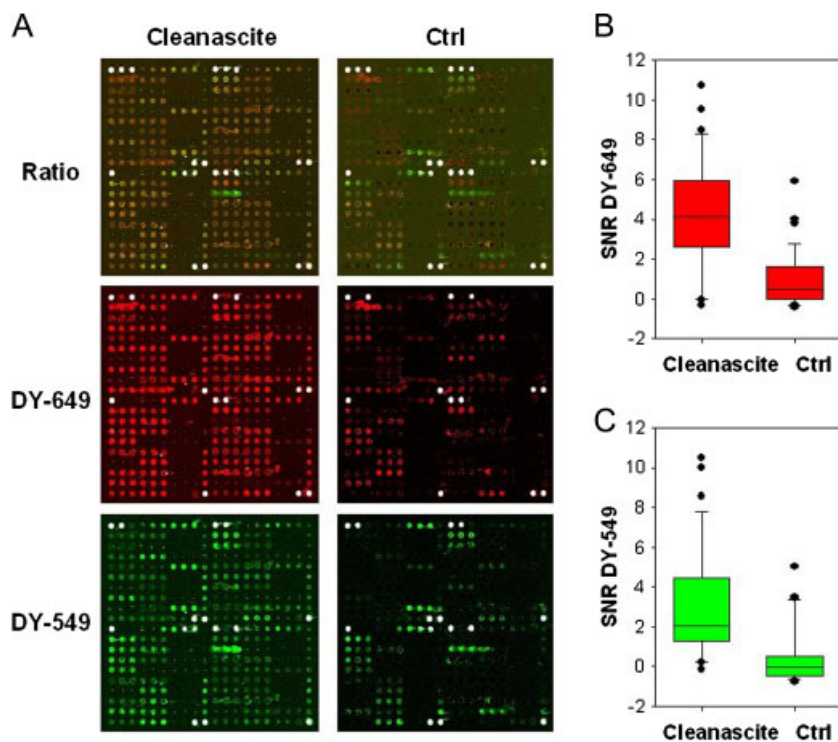 A
Cleanascite Ctrl
Ratio
DY-649
DY-549
B
SNR DY-649
12
10
8
6
4
2
0
-2
Cleanascite Ctrl
C
SNR DY-549
12
10
8
6
4
2
0
-2
Cleanascite Ctrl